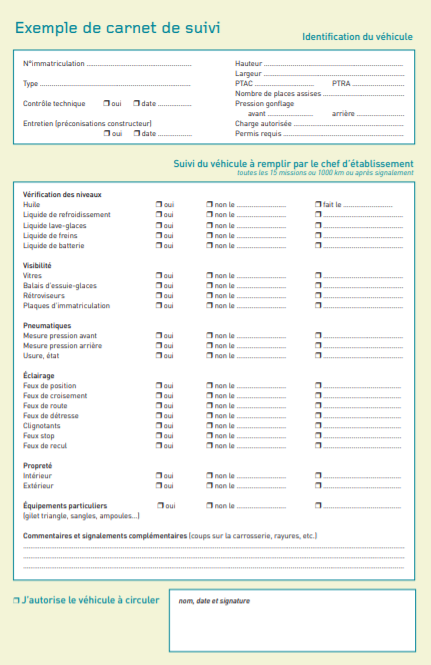 Exemple de carnet de suivi
Identification du véhicule
N°immatriculation ........................................
Type ........................................
Contrôle technique ❒ oui ❒ date ................
Entretien (préconisations constructeur)
❒ oui ❒ date ................
Hauteur ........................................
Largeur ........................................
PTAC ........................ PTRA ........................
Nombre de places assises ........................................
Pression gonflage
avant ........................ arrière ........................
Charge autorisée ........................................
Permis requis ........................................
Suivi du véhicule à remplir par le chef d'établissement
toutes les 15 missions ou 1000 km ou après signalement
Vérification des niveaux
Huile ❒ oui ❒ non le .................... ❒ fait le ....................
Liquide de refroidissement ❒ oui ❒ non le .................... ❒ ....................
Liquide lave-glaces ❒ oui ❒ non le .................... ❒ ....................
Liquide de freins ❒ oui ❒ non le .................... ❒ ....................
Liquide de batterie ❒ oui ❒ non le .................... ❒ ....................
Visibilité
Vitres ❒ oui ❒ non le .................... ❒ ....................
Balais d'essuie-glaces ❒ oui ❒ non le .................... ❒ ....................
Rétroviseurs ❒ oui ❒ non le .................... ❒ ....................
Plaques d'immatriculation ❒ oui ❒ non le .................... ❒ ....................
Pneumatiques
Mesure pression avant ❒ oui ❒ non le .................... ❒ ....................
Mesure pression arrière ❒ oui ❒ non le .................... ❒ ....................
Usure, état ❒ oui ❒ non le .................... ❒ ....................
Éclairage
Feux de position ❒ oui ❒ non le .................... ❒ ....................
Feux de croisement ❒ oui ❒ non le .................... ❒ ....................
Feux de route ❒ oui ❒ non le .................... ❒ ....................
Feux de détresse ❒ oui ❒ non le .................... ❒ ....................
Clignotants ❒ oui ❒ non le .................... ❒ ....................
Feux stop ❒ oui ❒ non le .................... ❒ ....................
Feux de recul ❒ oui ❒ non le .................... ❒ ....................
Propreté
Intérieur ❒ oui ❒ non le .................... ❒ ....................
Extérieur ❒ oui ❒ non le .................... ❒ ....................
Équipements particuliers ❒ oui ❒ non le .................... ❒ ....................
(gilet triangle, sangles, ampoules...)
Commentaires et signalements complémentaires (coups sur la carrosserie, rayures, etc.)
❒ J'autorise le véhicule à circuler
nom, date et signature